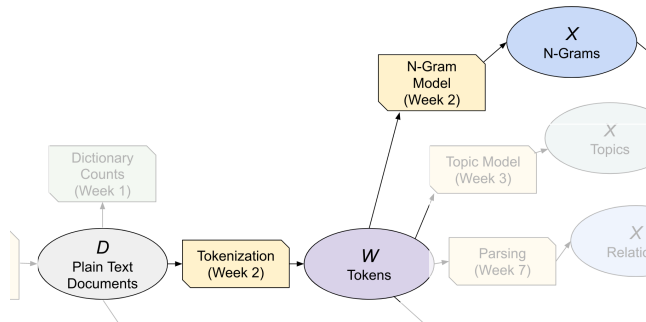 X
N-Grams
N-Gram
Model
(Week 2)
X
Topics
Topic Model
(Week 3)
Dictionary
Counts
(Week 1)
D
Plain Text
Documents
Tokenization
(Week 2)
W
Tokens
Parsing
(Week 7)
X